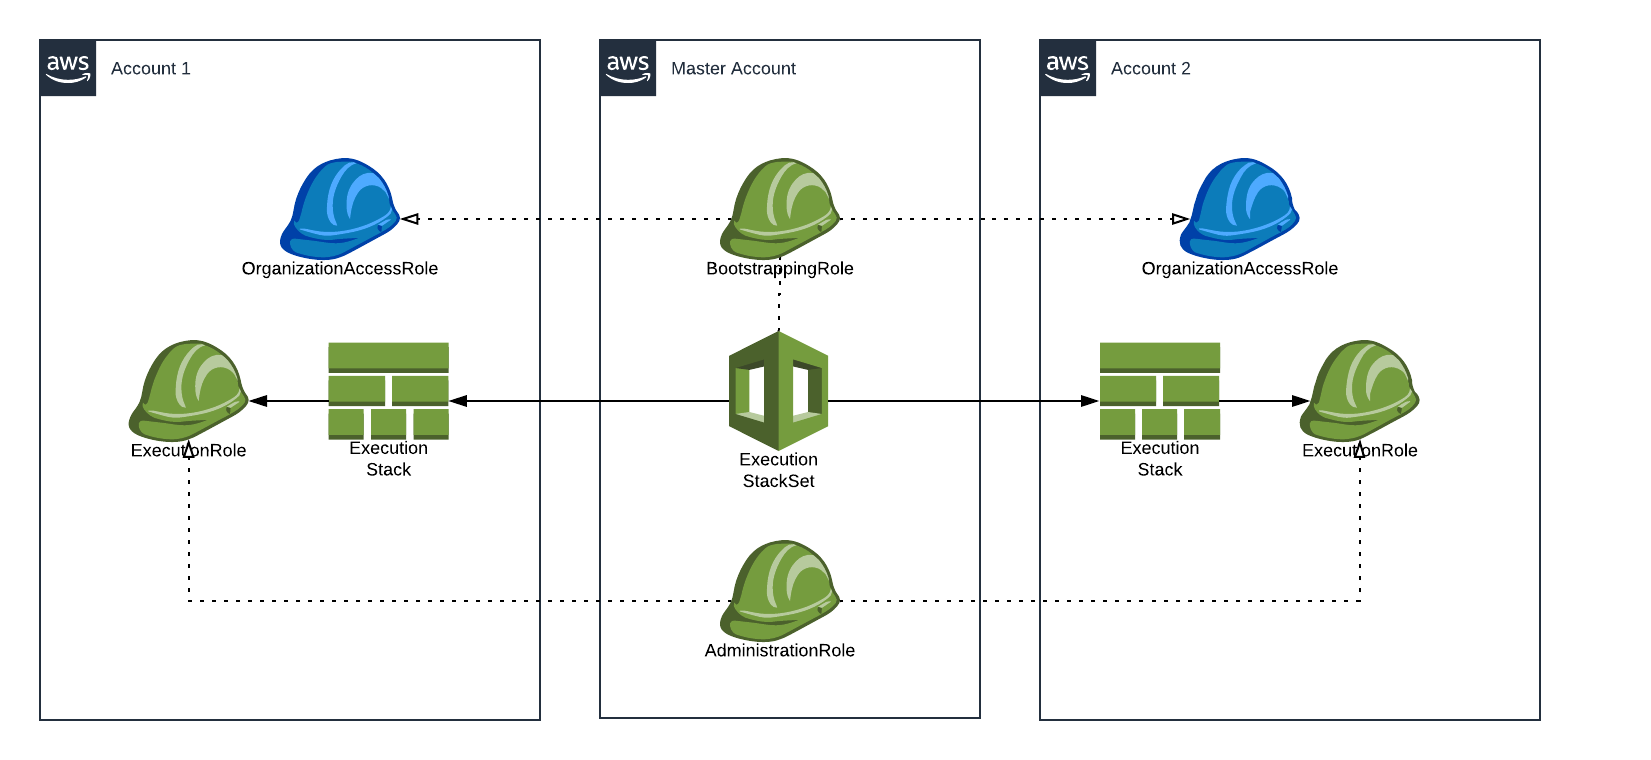 aws
Account 1
aws
Master Account
aws
Account 2
OrganizationAccessRole
BootstrappingRole
OrganizationAccessRole
ExecutionRole
Execution
Stack
Execution
StackSet
Execution
Stack
ExecutionRole
AdministrationRole